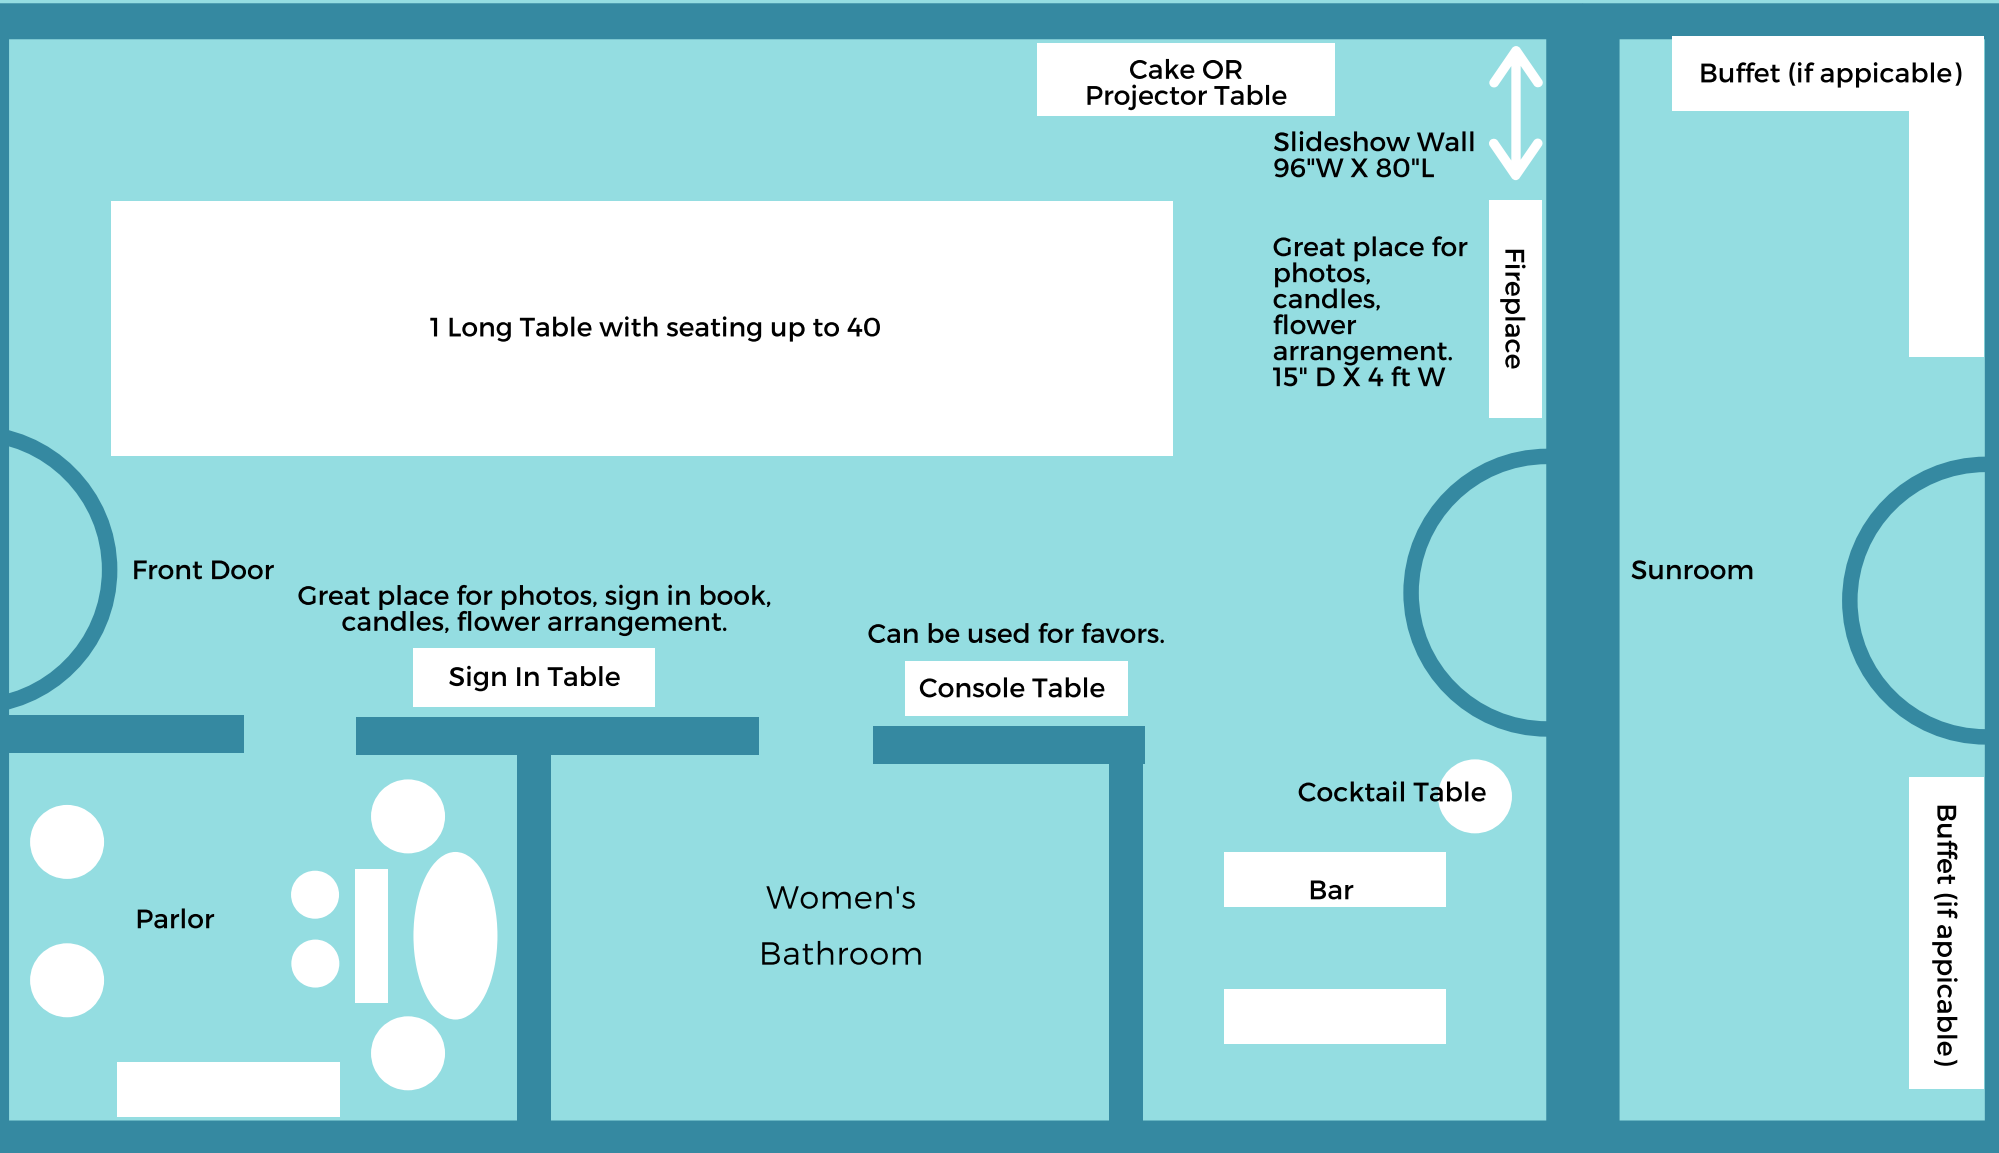 Cake OR
Projector Table
Buffet (if appicable)
Slideshow Wall
96"W X 80"L
Great place for
photos,
candles,
flower
arrangement.
15" D X 4 ft W
Fireplace
1 Long Table with seating up to 40
Front Door
Great place for photos, sign in book,
candles, flower arrangement.
Sign In Table
Can be used for favors.
Console Table
Sunroom
Cocktail Table
Bar
Buffet (if appicable)
Parlor
Women's
Bathroom